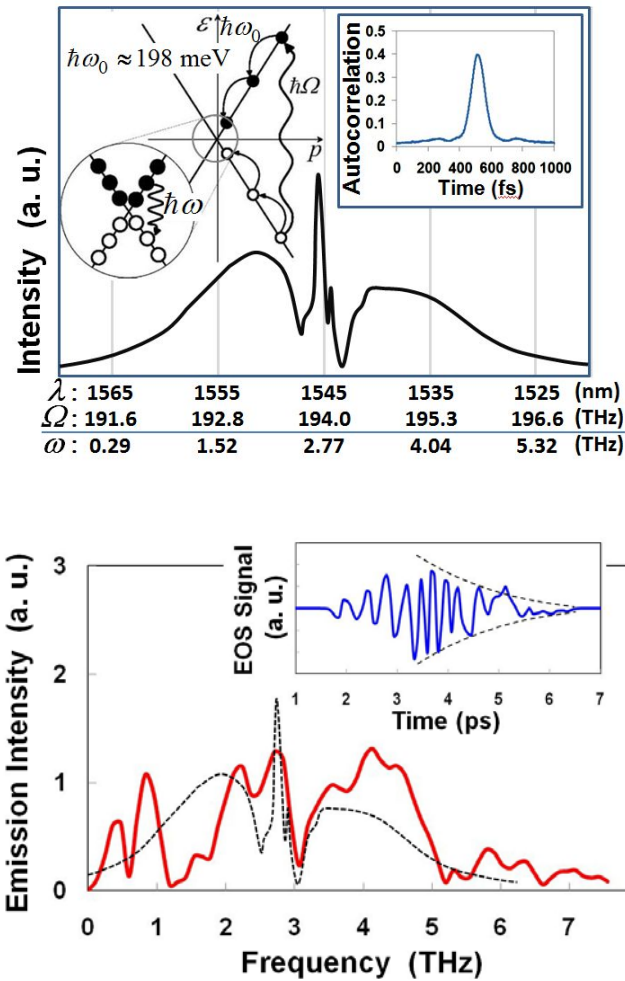 ε ħω₀
ħω₀ ≈ 198 meV
ħΩ
p
ħω
Autocorrelation
0.5
0.4
0.3
0.2
0.1
0
0 200 400 600 800 1000
Time (fs)
Intensity (a. u.)
λ : 1565 1555 1545 1535 1525 (nm)
Ω : 191.6 192.8 194.0 195.3 196.6 (THz)
ω : 0.29 1.52 2.77 4.04 5.32 (THz)
Emission Intensity (a. u.)
3
2
1
0
EOS Signal
(a. u.)
1 2 3 4 5 6 7
Time (ps)
0 1 2 3 4 5 6 7
Frequency (THz)